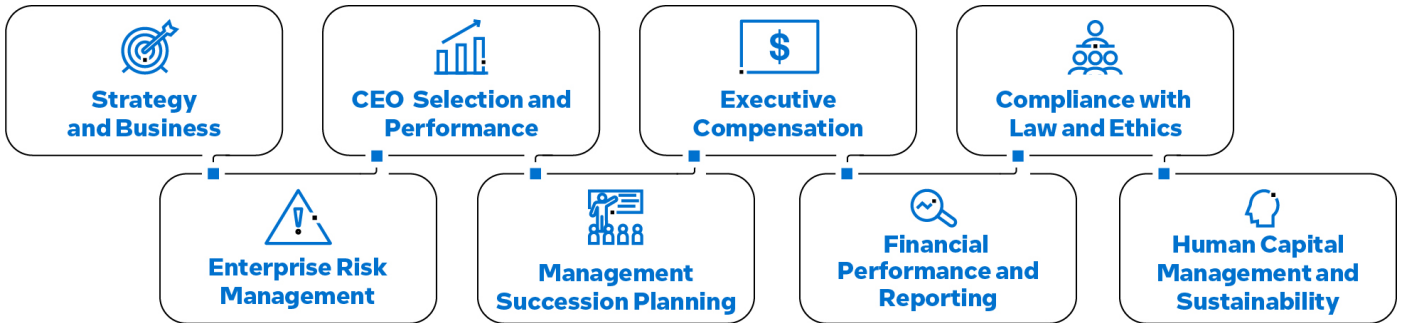 Strategy
and Business
CEO Selection and
Performance
$
Executive
Compensation
Compliance with
Law and Ethics
Enterprise Risk
Management
Management
Succession Planning
Financial
Performance and
Reporting
Human Capital
Management and
Sustainability